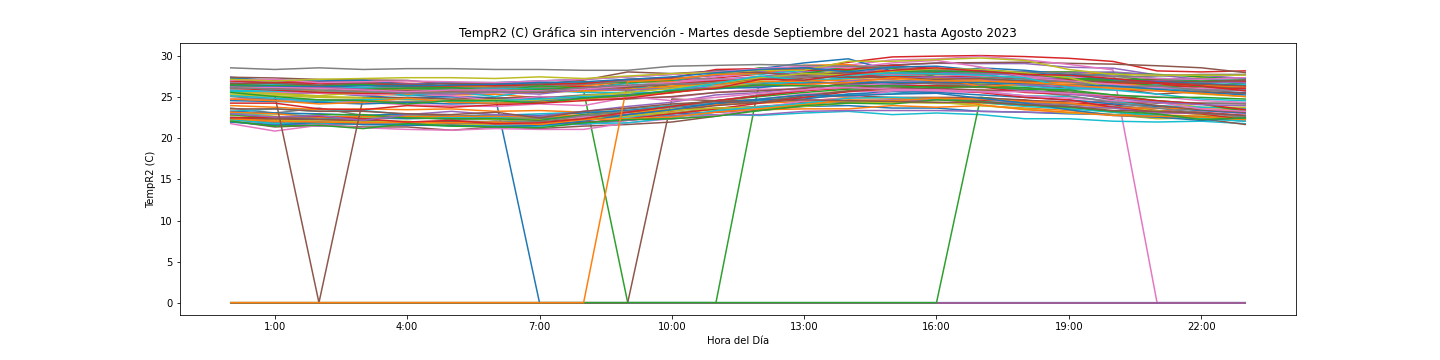 TempR2 (C) Gráfica sin intervención - Martes desde Septiembre del 2021 hasta Agosto 2023
TempR2 (C)
30
25
20
15
10
5
0
1:00 4:00 7:00 10:00 13:00 16:00 19:00 22:00
Hora del Día